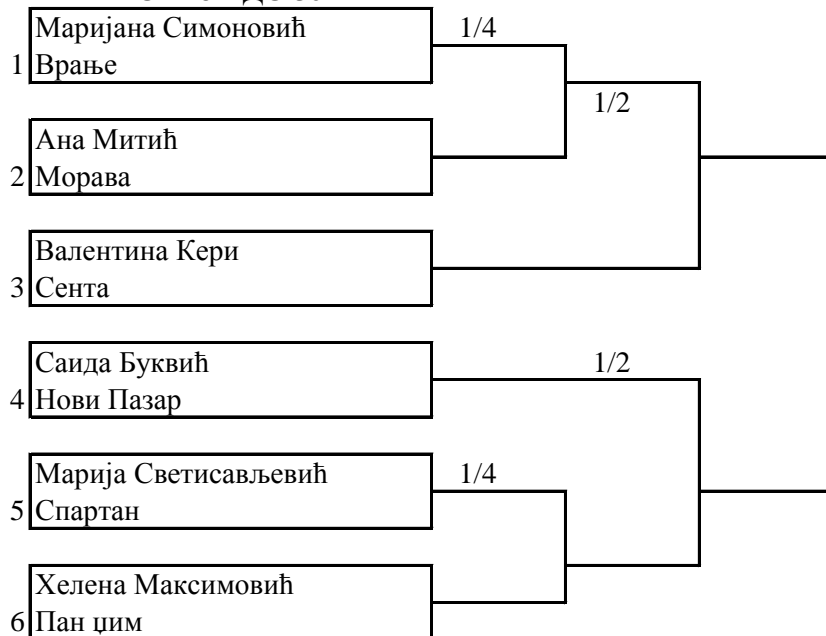 Маријана Симоновић
1/4
1 Врање
1/2
Ана Митић
2 Морава
Валентина Кери
3 Сента
Саида Буквић
1/2
4 Нови Пазар
Марија Светисављевић
1/4
5 Спартан
Хелена Максимовић
6 Пан џим